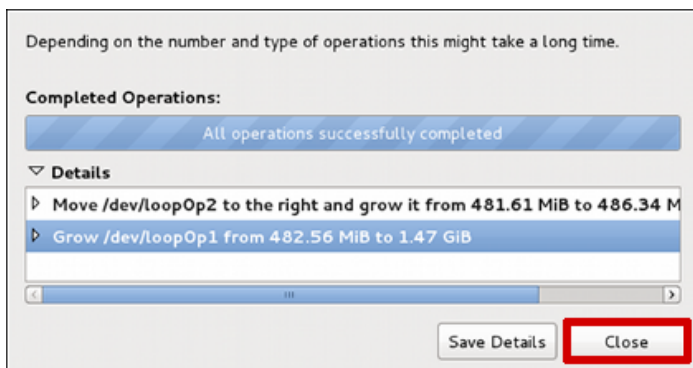 Depending on the number and type of operations this might take a long time.
Completed Operations:
All operations successfully completed
Details
Move /dev/loop0p2 to the right and grow it from 481.61 MiB to 486.34 M
Grow /dev/loop0p1 from 482.56 MiB to 1.47 GiB
Save Details
Close